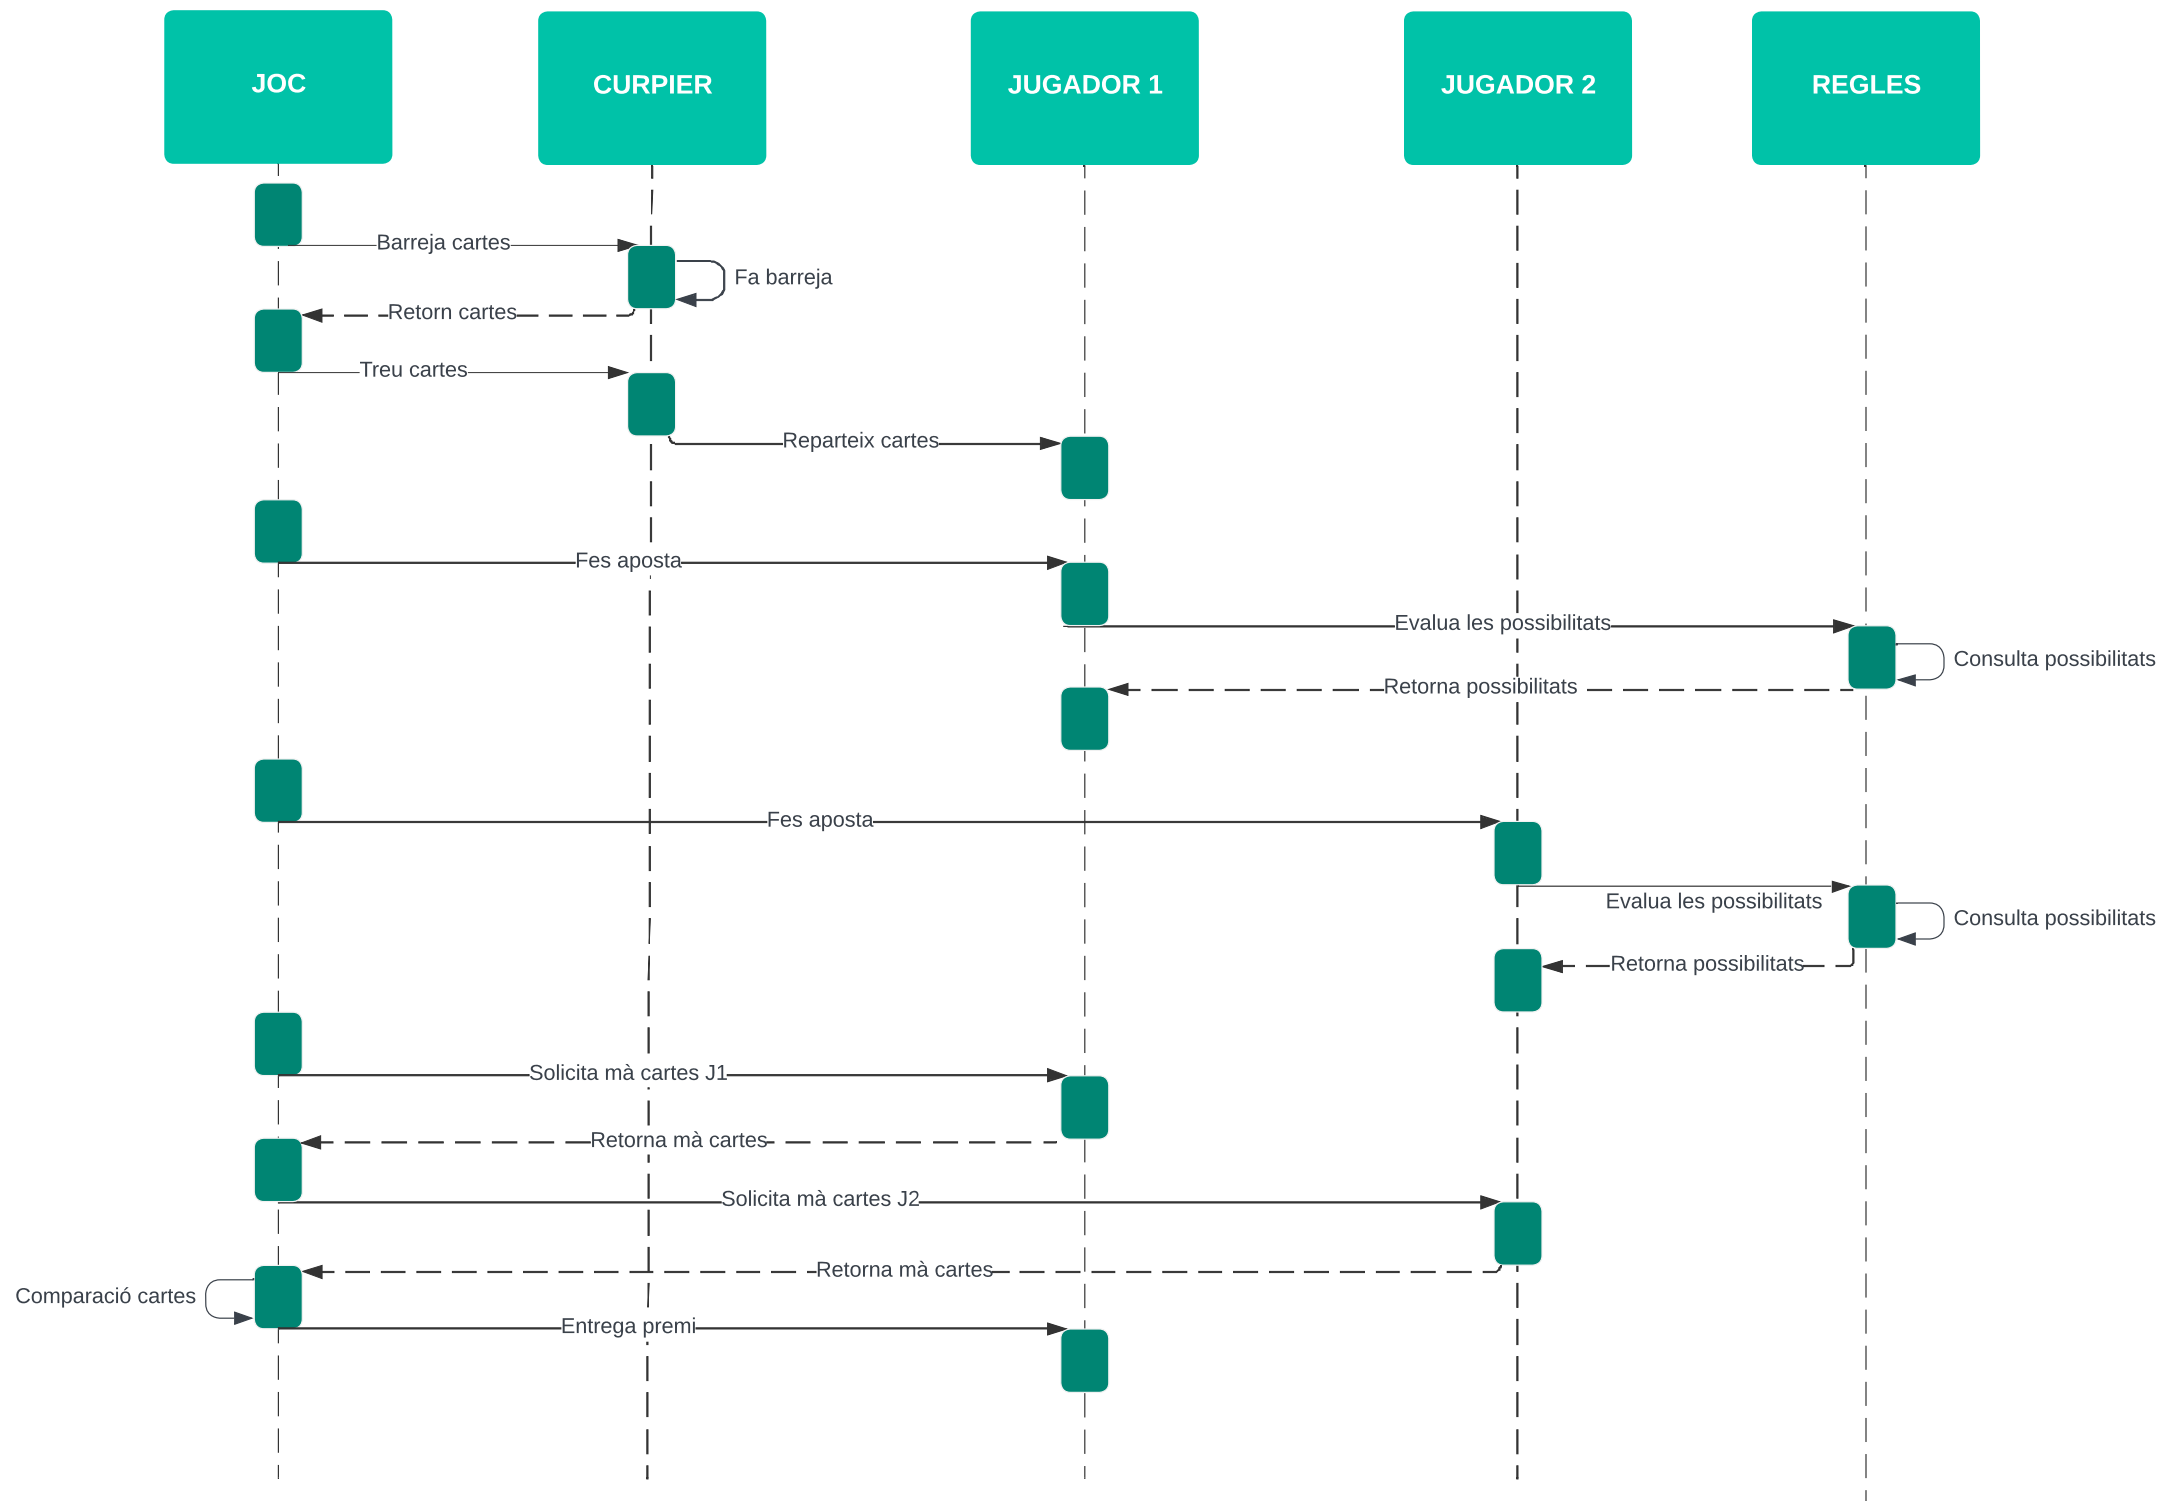 JOC
CURPIER
JUGADOR 1
JUGADOR 2
REGLES
Barreja cartes
Fa barreja
Retorn cartes
Treu cartes
Reparteix cartes
Fes aposta
Evalua les possibilitats
Consulta possibilitats
Retorna possibilitats
Fes aposta
Evalua les possibilitats
Consulta possibilitats
Retorna possibilitats
Solicita mà cartes J1
Retorna mà cartes
Solicita mà cartes J2
Retorna mà cartes
Comparació cartes
Entrega premi